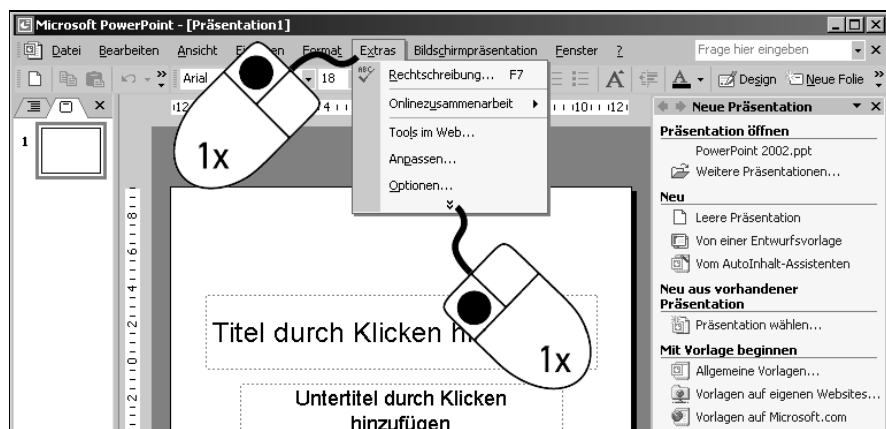 Microsoft PowerPoint - [Präsentation1]
Datei Bearbeiten Ansicht Format Extras Bildschirmpräsentation Fenster ? Frage hier eingeben
Arial 18 Design Neue Folie
Rechtschreibung... F7
Onlinezusammenarbeit
Tools im Web...
Anpassen...
Optionen...
1x
1x
1
Titel durch Klicken
Untertitel durch Klicken
hinzufügen
Neue Präsentation
Präsentation öffnen
PowerPoint 2002.ppt
Weitere Präsentationen...
Neu
Leere Präsentation
Von einer Entwurfsvorlage
Vom AutoInhalt-Assistenten
Neu aus vorhandener
Präsentation
Präsentation wählen...
Mit Vorlage beginnen
Allgemeine Vorlagen...
Vorlagen auf eigenen Websites...
Vorlagen auf Microsoft.com